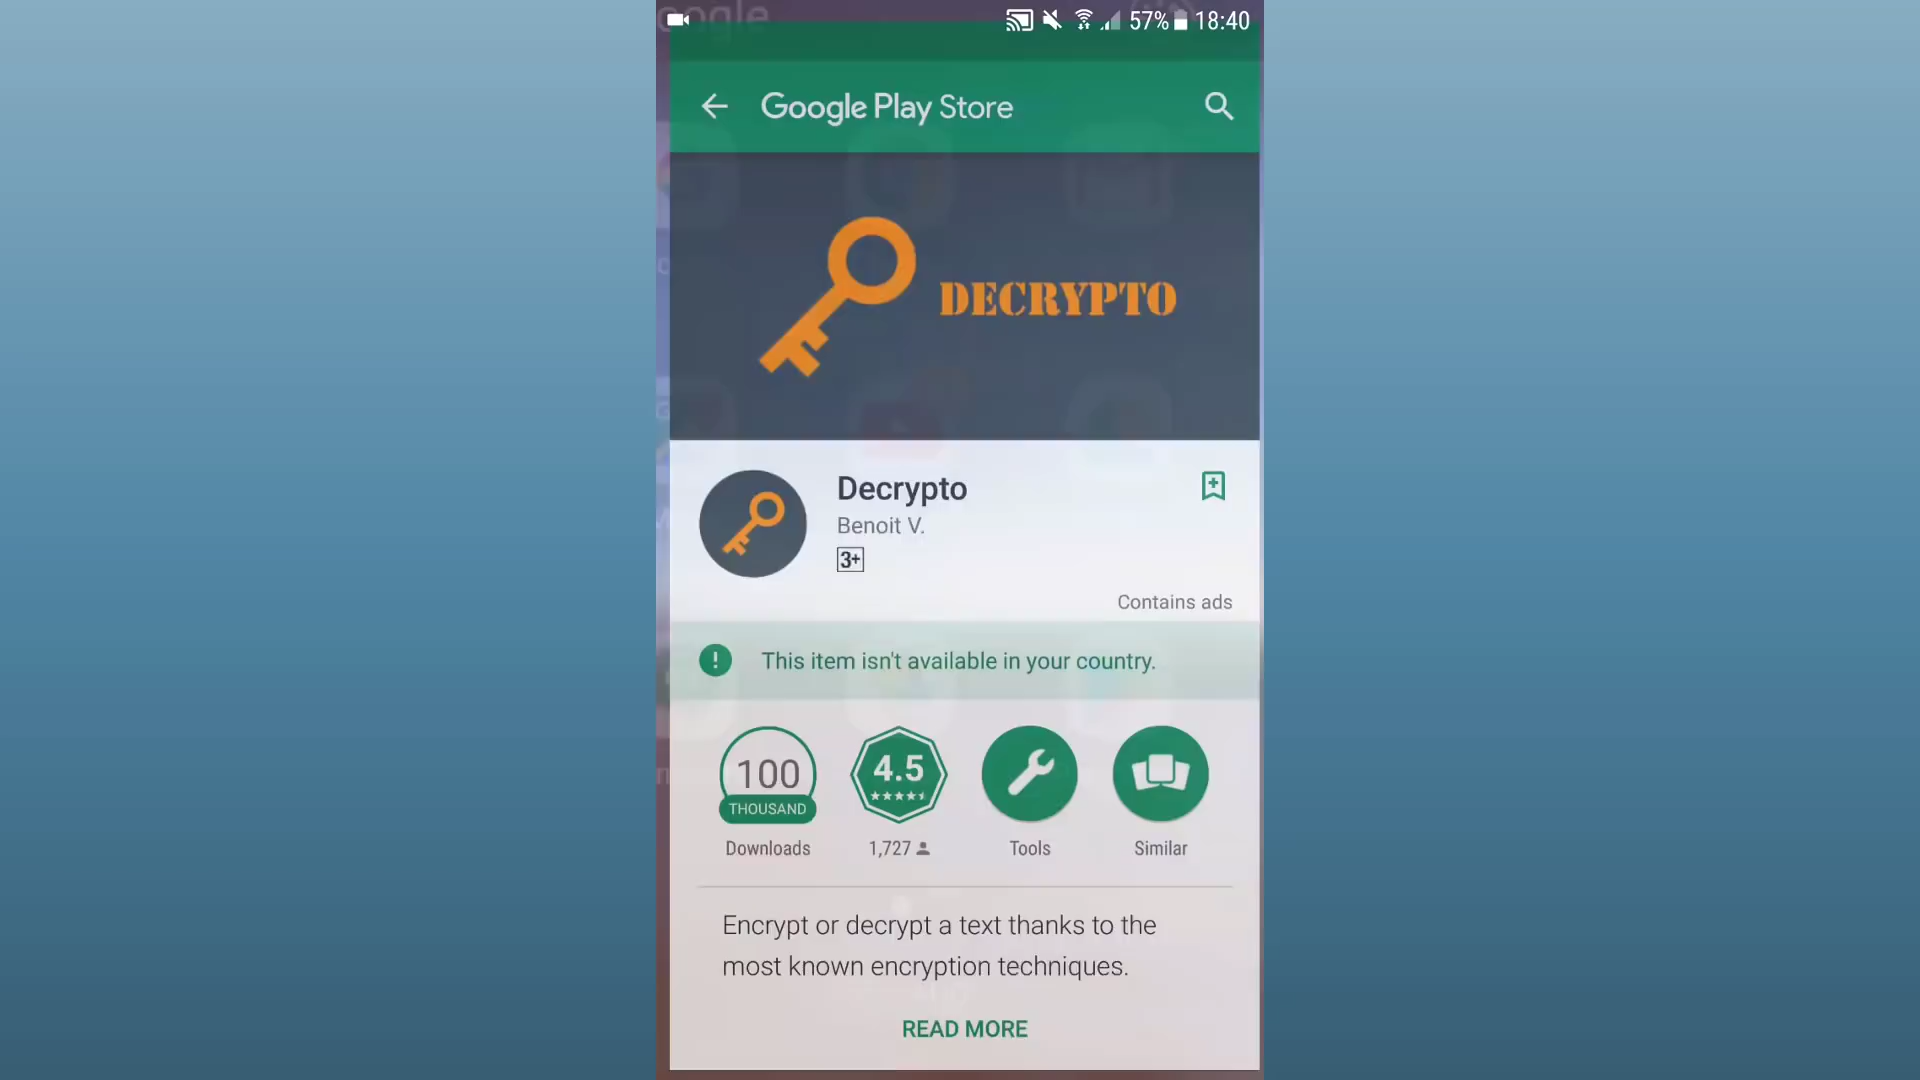 57% 18:40
Google Play Store
DECRYPTO
Decrypto
Benoit V.
3+
Contains ads
This item isn't available in your country.
100 4.5
THOUSAND
Downloads 1,727 Tools Similar
Encrypt or decrypt a text thanks to the
most known encryption techniques.
READ MORE